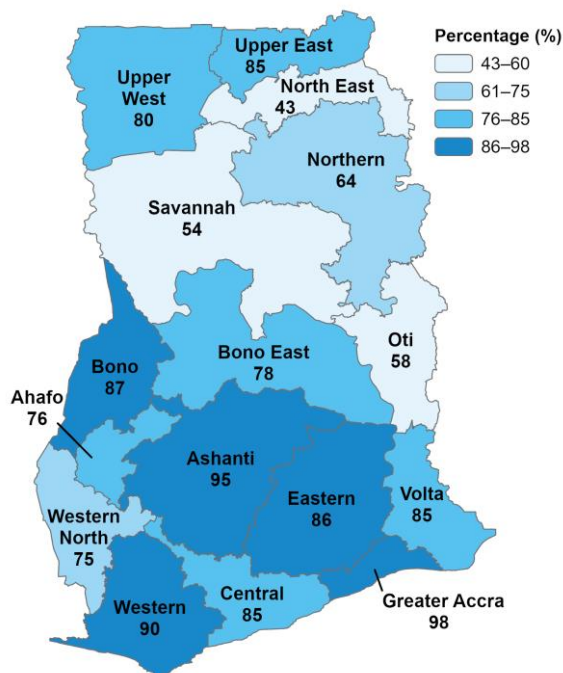 Percentage (%)
43–60
61–75
76–85
86–98
Upper East
85
Upper
West
80
North East
43
Northern
64
Savannah
54
Oti
58
Bono East
78
Bono
87
Ahafo
76
Ashanti
95
Eastern
86
Volta
85
Western
North
75
Western
90
Central
85
Greater Accra
98